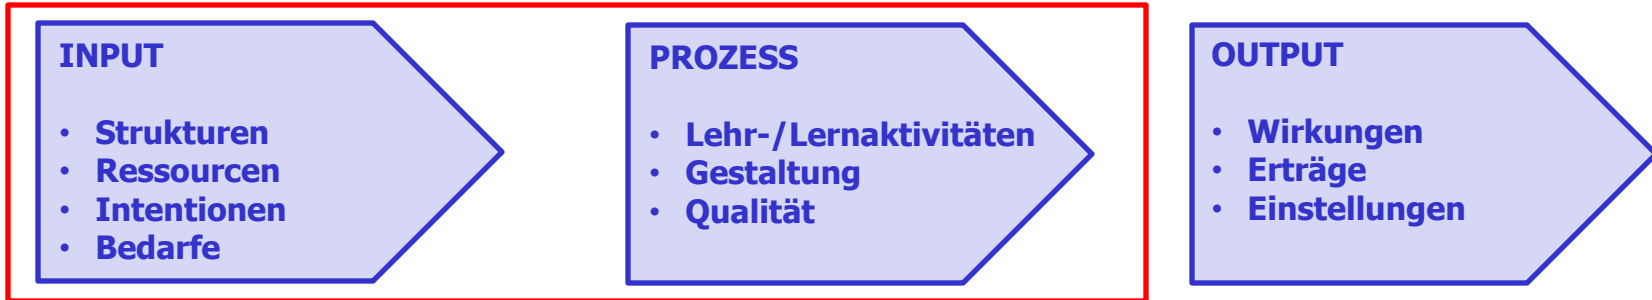 INPUT
• Strukturen
• Ressourcen
• Intentionen
• Bedarfe
PROZESS
• Lehr-/Lernaktivitäten
• Gestaltung
• Qualität
OUTPUT
• Wirkungen
• Erträge
• Einstellungen